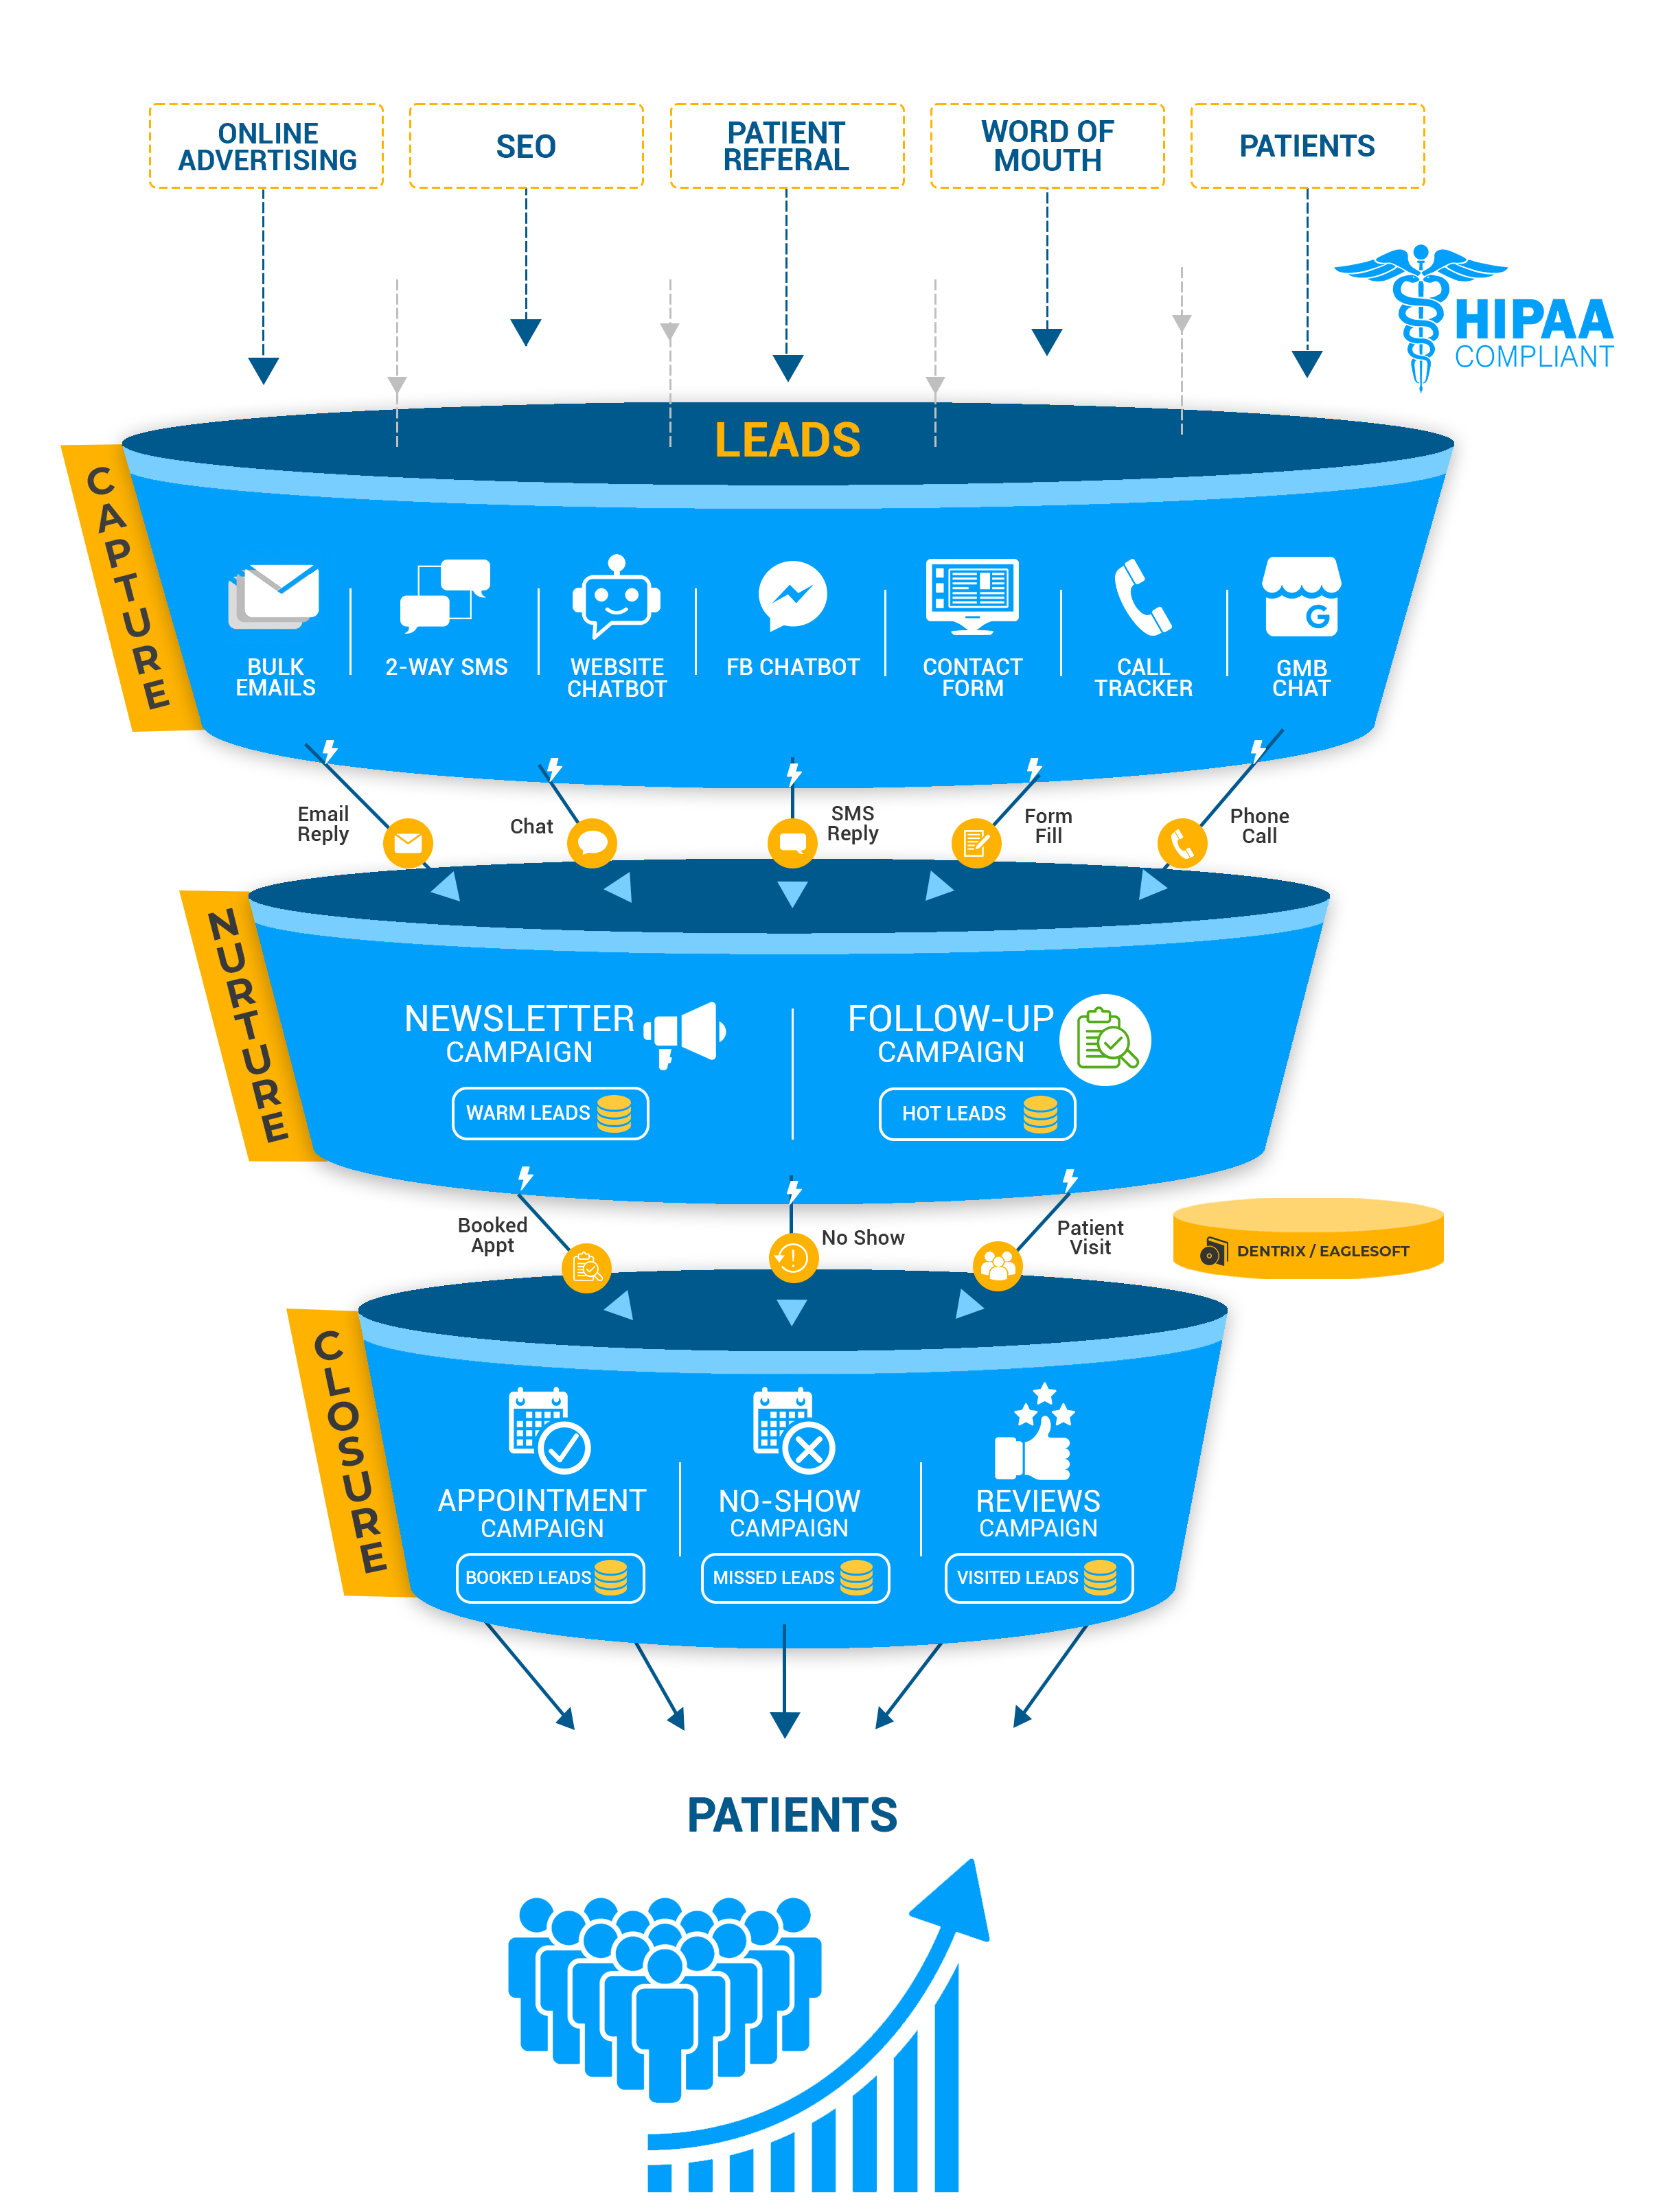 ONLINE
ADVERTISING
SEO
PATIENT
REFERAL
WORD OF
MOUTH
PATIENTS
HIPAA
COMPLIANT
LEADS
CAPTURE
BULK
EMAILS
2-WAY SMS
WEBSITE
CHATBOT
FB CHATBOT
CONTACT
FORM
CALL
TRACKER
G
GMB
CHAT
Email
Reply
Chat
SMS
Reply
Form
Fill
Phone
Call
NURTURE
NEWSLETTER
CAMPAIGN
WARM LEADS
FOLLOW-UP
CAMPAIGN
HOT LEADS
Booked
Appt
No Show
Patient
Visit
DENTRIX / EAGLESOFT
CLOSURE
APPOINTMENT
CAMPAIGN
BOOKED LEADS
NO-SHOW
CAMPAIGN
MISSED LEADS
REVIEWS
CAMPAIGN
VISITED LEADS
PATIENTS